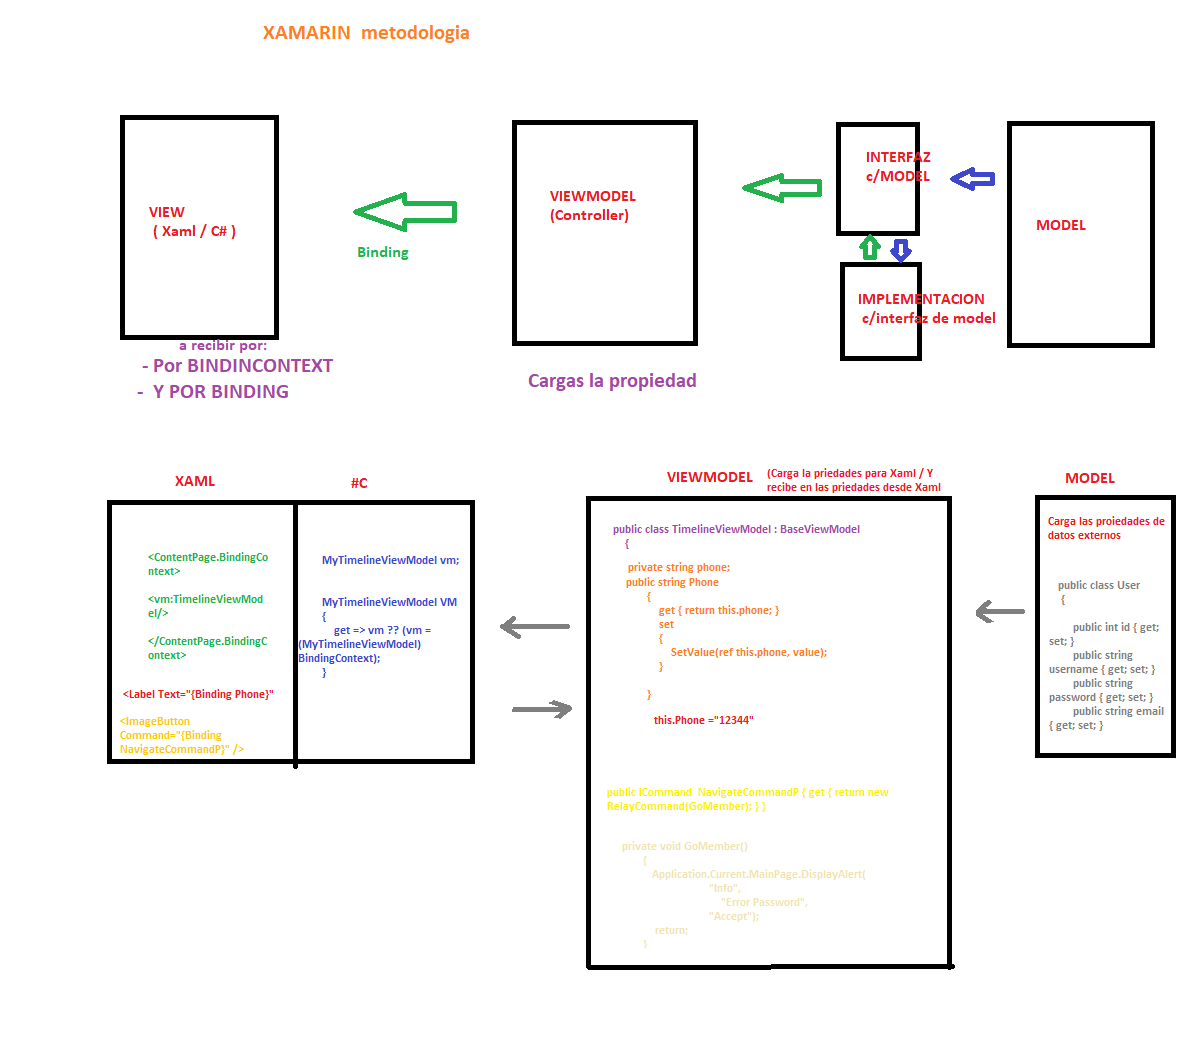 XAMARIN  metodologia
VIEW
( Xaml / C# )
Binding
VIEWMODEL
(Controller)
INTERFAZ
c/MODEL
IMPLEMENTACION
c/interfaz de model
MODEL
a recibir por:
- Por BINDINCONTEXT
-  Y POR BINDING
Cargas la propiedad
XAML
#C
<ContentPage.BindingCo
ntext>
<vm:TimelineViewMod
el/>
</ContentPage.BindingC
ontext>
<Label Text="{Binding Phone}"
<ImageButton
Command="{Binding
NavigateCommandP}" />
MyTimelineViewModel vm;
MyTimelineViewModel VM
{
get => vm ?? (vm =
(MyTimelineViewModel)
BindingContext);
}
VIEWMODEL
(Carga la priedades para Xaml / Y
recibe en las priedades desde Xaml
public class TimelineViewModel : BaseViewModel
{
private string phone;
public string Phone
{
get { return this.phone; }
set
{
SetValue(ref this.phone, value);
}
}
this.Phone ="12344"
public ICommand  NavigateCommandP { get { return new
RelayCommand(GoMember); } }
private void GoMember()
{
Application.Current.MainPage.DisplayAlert(
"Info",
"Error Password",
"Accept");
return;
}
MODEL
Carga las proiedades de
datos externos
public class User
{
public int id { get;
set; }
public string
username { get; set; }
public string
password { get; set; }
public string email
{ get; set; }